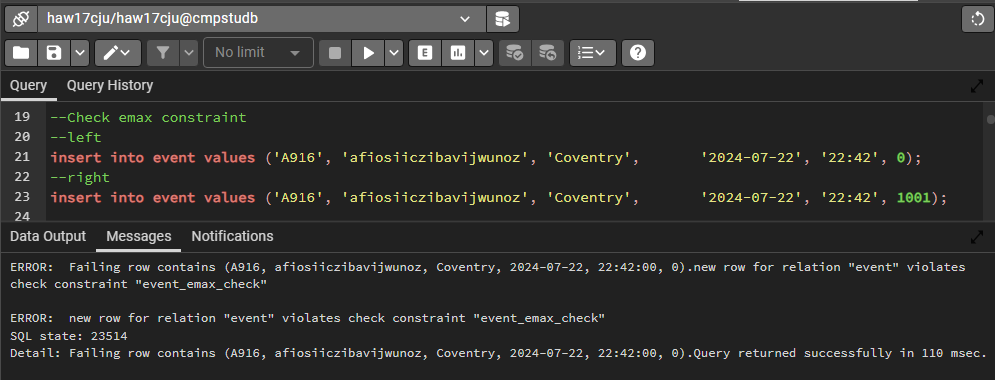 haw17cju/haw17cju@cmpstudb
No limit
E
Query Query History
19 --Check emax constraint
20 --left
21 insert into event values ('A916', 'afiosiiczibavijwunoz', 'Coventry', '2024-07-22', '22:42', 0);
22 --right
23 insert into event values ('A916', 'afiosiiczibavijwunoz', 'Coventry', '2024-07-22', '22:42', 1001);
24
Data Output Messages Notifications
ERROR: Failing row contains (A916, afiosiiczibavijwunoz, Coventry, 2024-07-22, 22:42:00, 0).new row for relation "event" violates
check constraint "event_emax_check"
ERROR: new row for relation "event" violates check constraint "event_emax_check"
SQL state: 23514
Detail: Failing row contains (A916, afiosiiczibavijwunoz, Coventry, 2024-07-22, 22:42:00, 0).Query returned successfully in 110 msec.